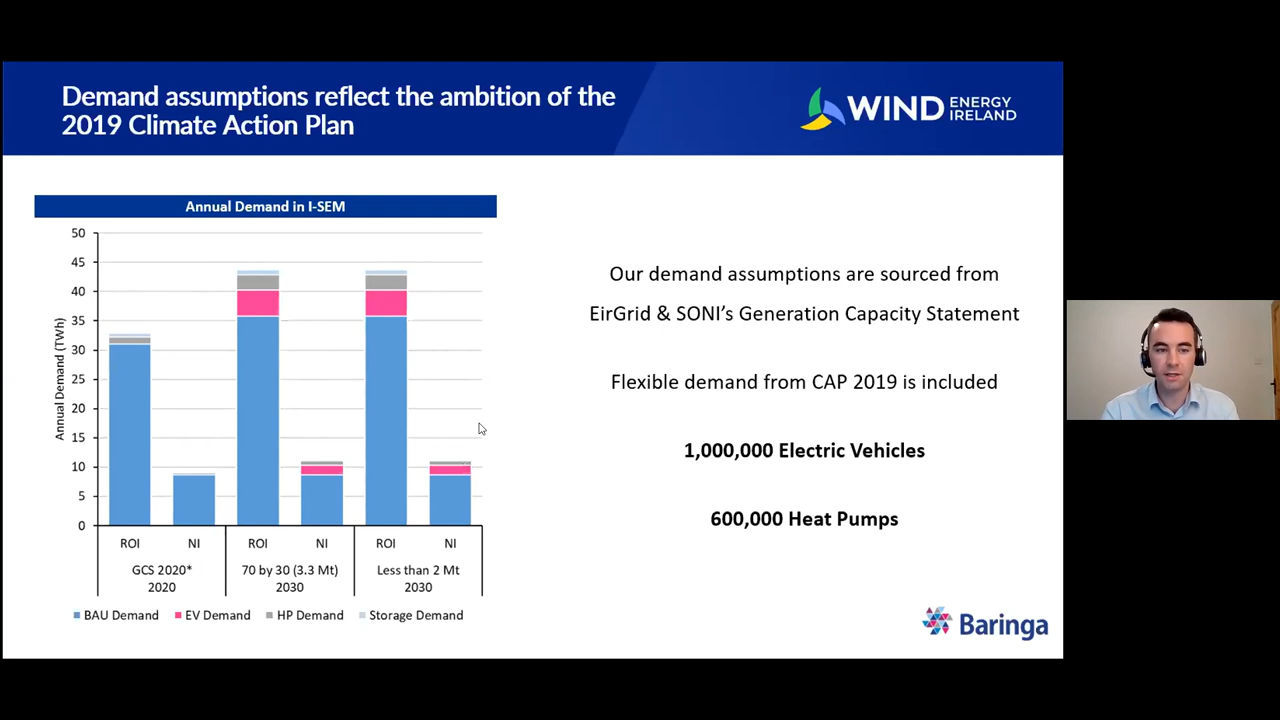 Demand assumptions reflect the ambition of the
2019 Climate Action Plan
WIND ENERGY IRELAND
Annual Demand in I-SEM
Annual Demand (TWh)
50
45
40
35
30
25
20
15
10
5
0
ROI NI ROI NI ROI NI
GCS 2020* 70 by 30 (3.3 Mt) Less than 2 Mt
2020 2030 2030
BAU Demand EV Demand HP Demand Storage Demand
Our demand assumptions are sourced from
EirGrid & SONI’s Generation Capacity Statement
Flexible demand from CAP 2019 is included
1,000,000 Electric Vehicles
600,000 Heat Pumps
Baringa